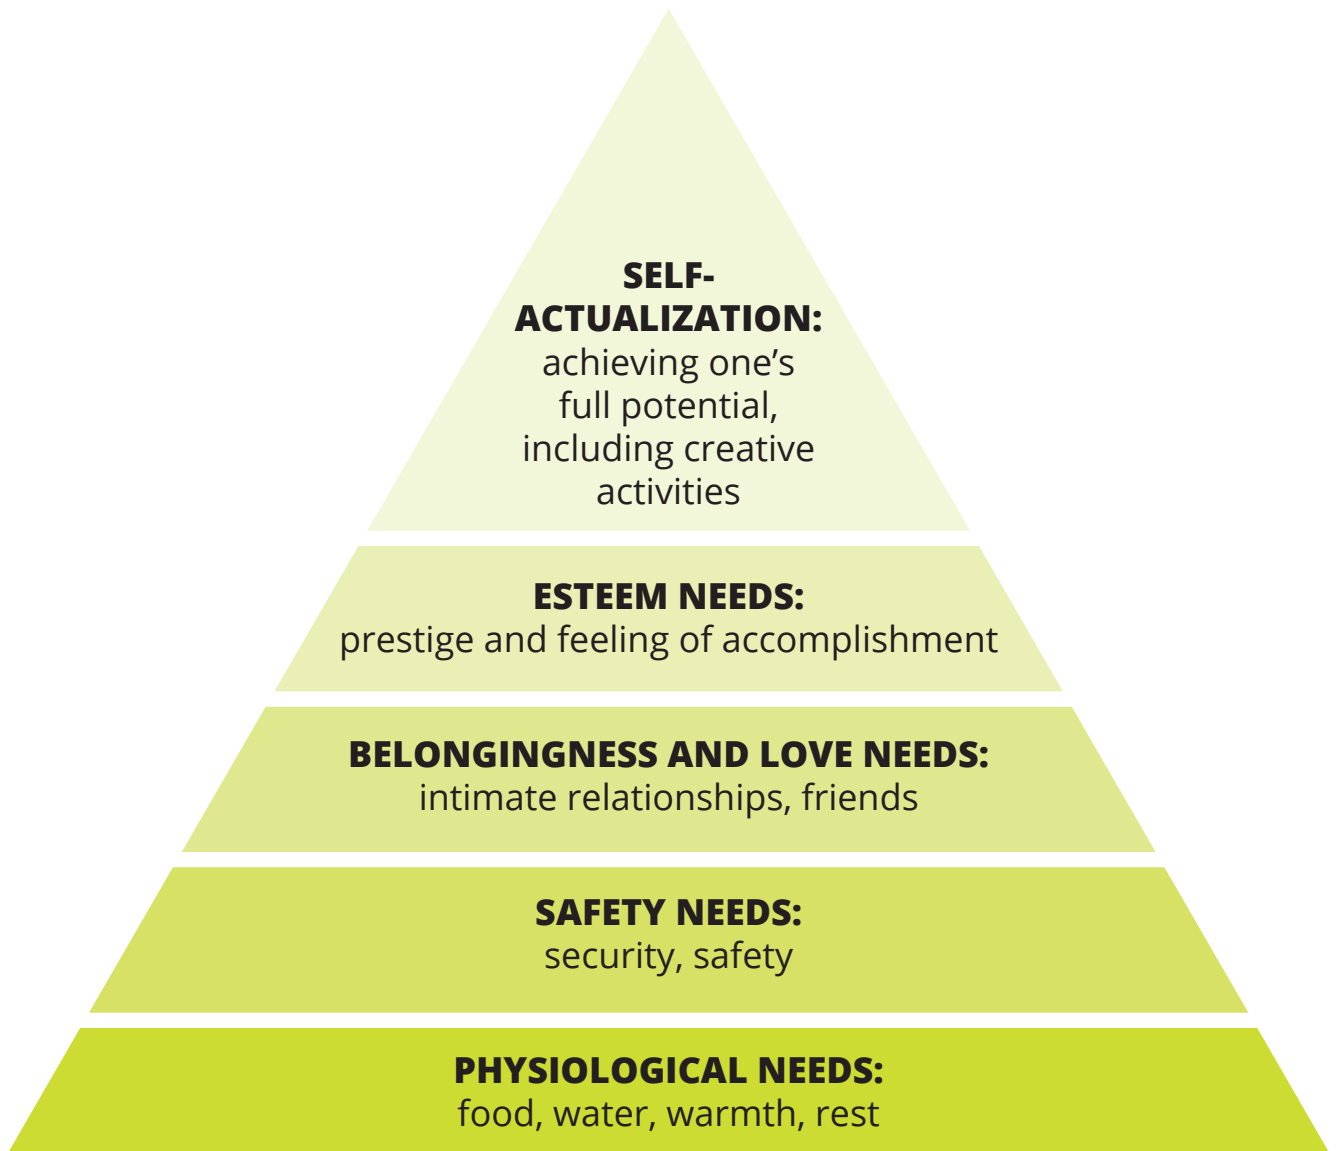 SELF-
ACTUALIZATION:
achieving one’s
full potential,
including creative
activities
ESTEEM NEEDS:
prestige and feeling of accomplishment
BELONGINGNESS AND LOVE NEEDS:
intimate relationships, friends
SAFETY NEEDS:
security, safety
PHYSIOLOGICAL NEEDS:
food, water, warmth, rest